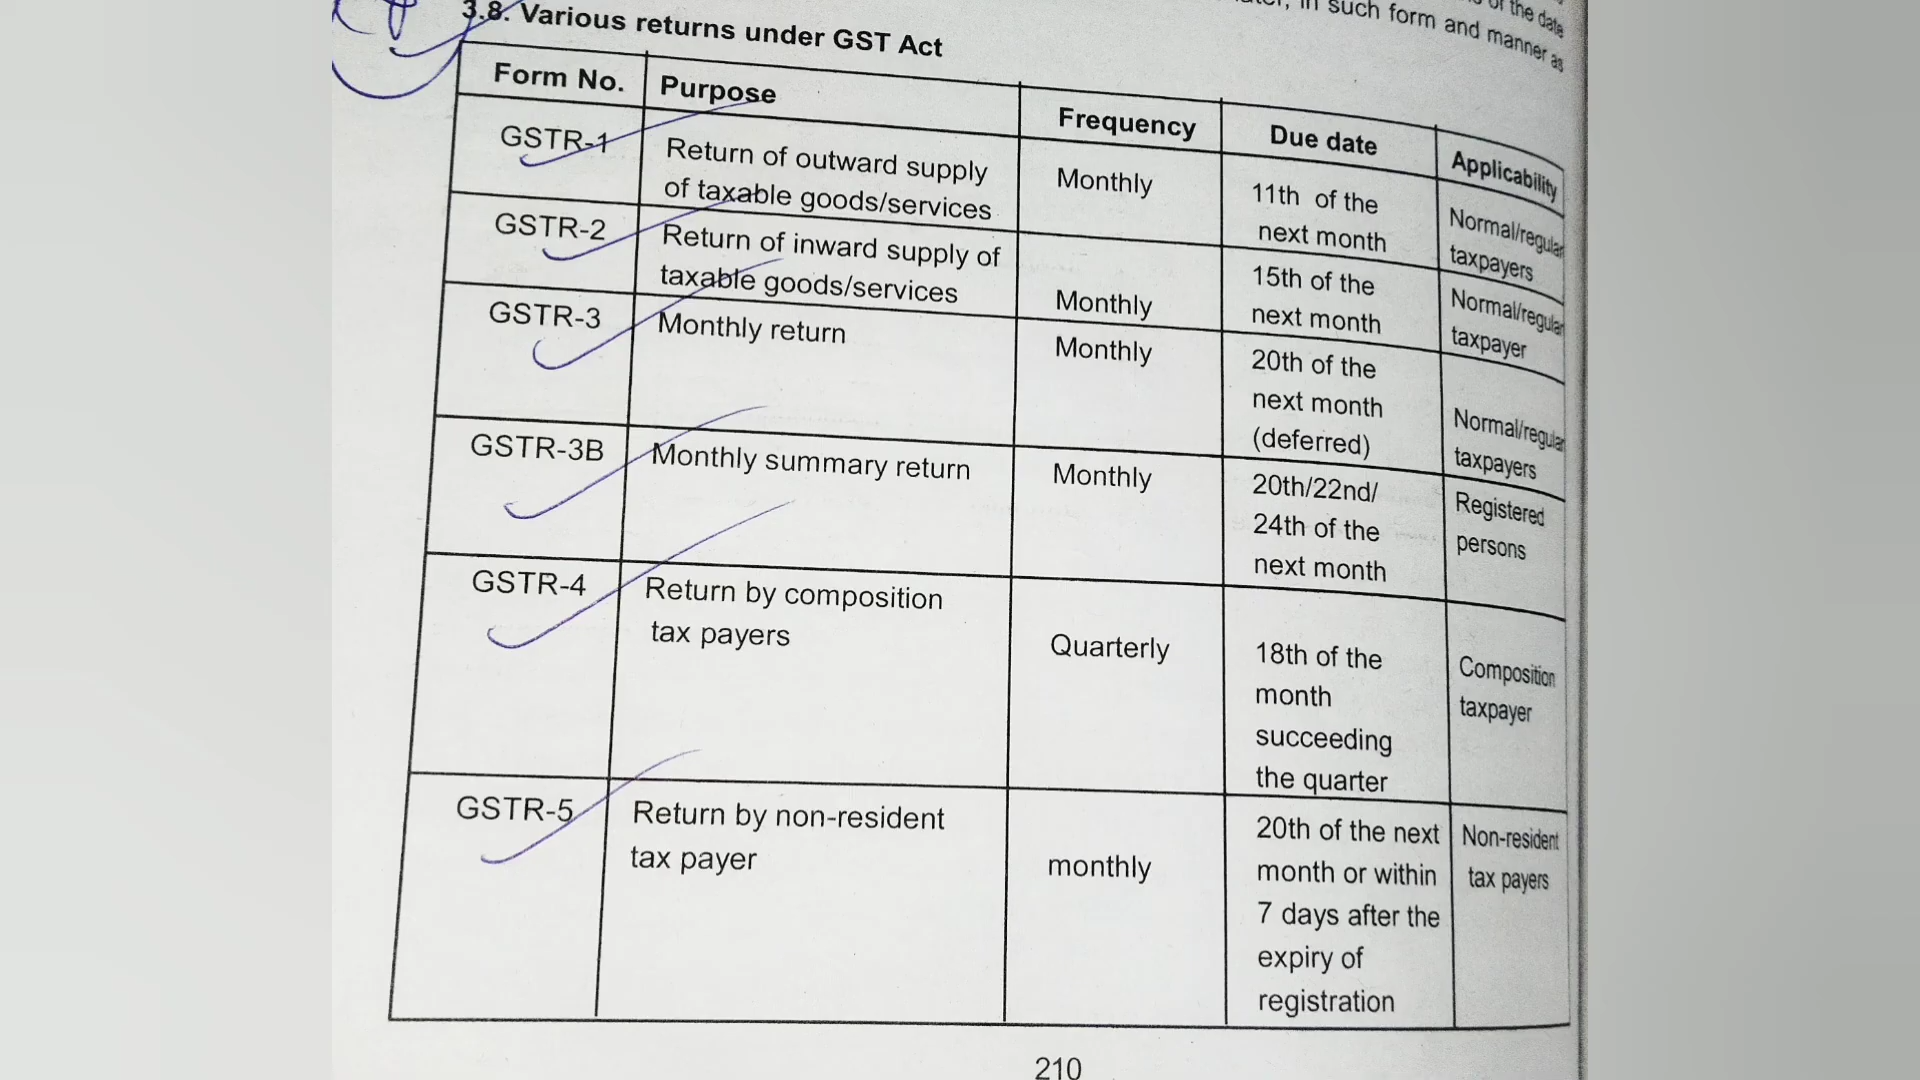 of the date
in such form and manner as
3.8. Various returns under GST Act
Form No. Purpose Frequency Due date Applicability
GSTR-1 Return of outward supply of taxable goods/services Monthly 11th of the next month Normal/regular taxpayers
GSTR-2 Return of inward supply of taxable goods/services Monthly 15th of the next month Normal/regular taxpayer
GSTR-3 Monthly return Monthly 20th of the next month (deferred) Normal/regular taxpayers
GSTR-3B Monthly summary return Monthly 20th/22nd/ 24th of the next month Registered persons
GSTR-4 Return by composition tax payers Quarterly 18th of the month succeeding the quarter Composition taxpayer
GSTR-5 Return by non-resident tax payer monthly 20th of the next month or within 7 days after the expiry of registration Non-resident tax payers
210